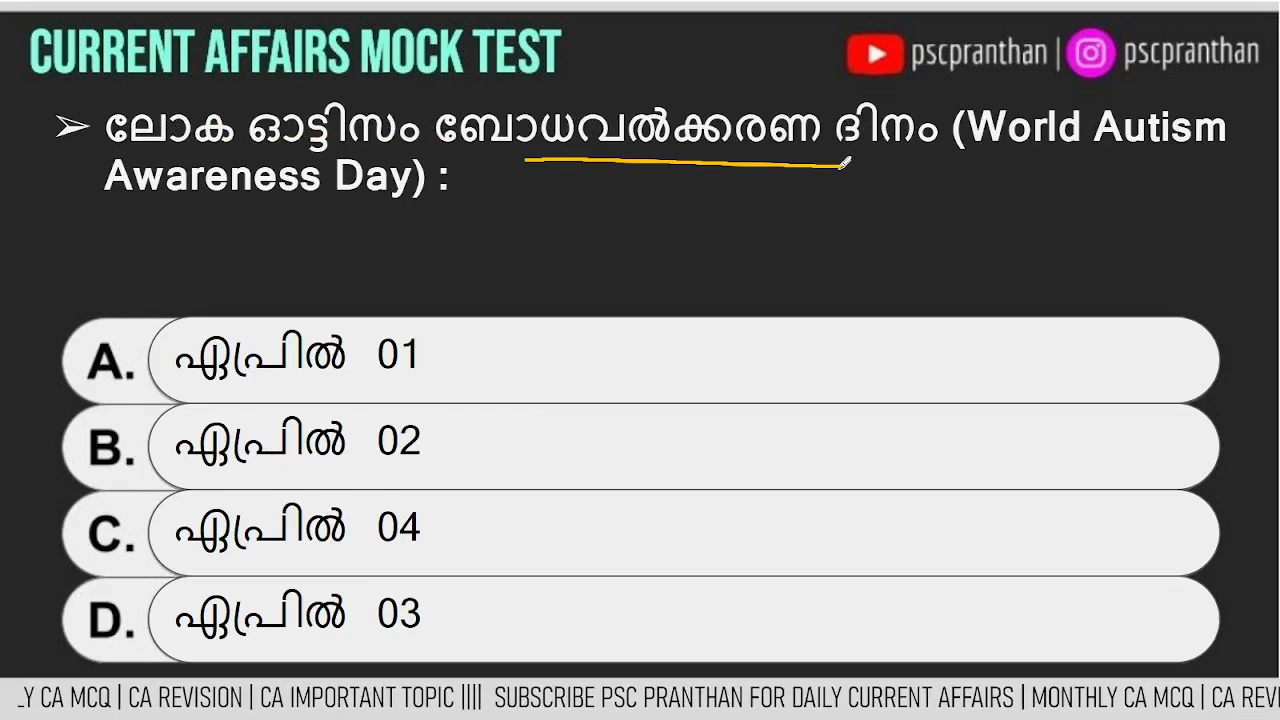 CURRENT AFFAIRS MOCK TEST
pscpranthan | pscpranthan
➢ ലോക ഓട്ടിസം ബോധവൽക്കരണ ദിനം (World Autism
Awareness Day) :
A. ഏപ്രിൽ 01
B. ഏപ്രിൽ 02
C. ഏപ്രിൽ 04
D. ഏപ്രിൽ 03
Y CA MCQ | CA REVISION | CA IMPORTANT TOPIC |||| SUBSCRIBE PSC PRANTHAN FOR DAILY CURRENT AFFAIRS | MONTHLY CA MCQ | CA REVI